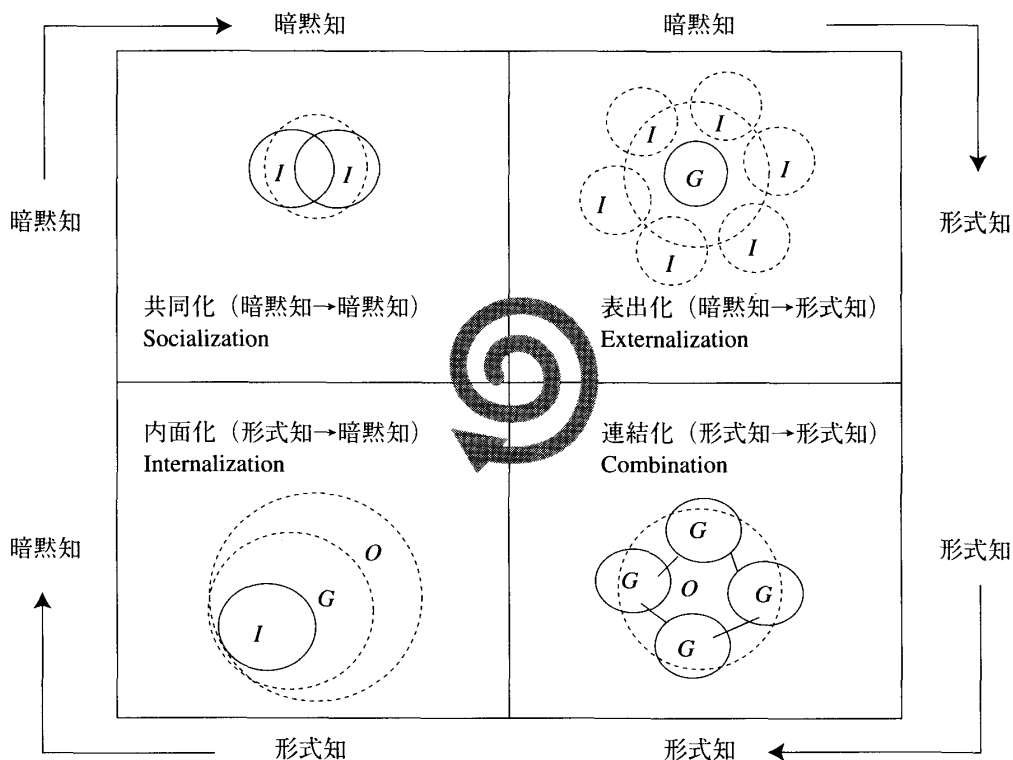 暗黙知
暗黙知
I
I
I
I
I
I
I
I
G
暗黙知
形式知
共同化（暗黙知→暗黙知）
Socialization
表出化（暗黙知→形式知）
Externalization
内面化（形式知→暗黙知）
Internalization
連結化（形式知→形式知）
Combination
暗黙知
形式知
O
G
I
G
G
O
G
G
形式知
形式知